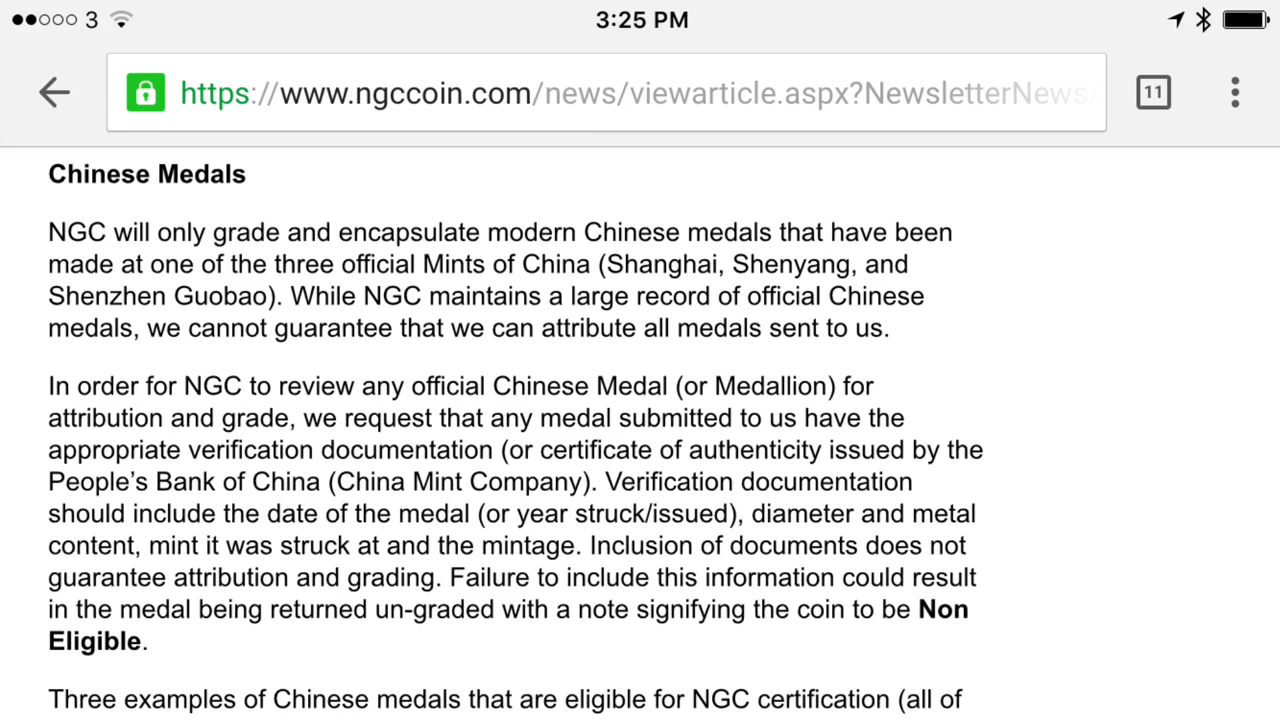 3 3:25 PM
https://www.ngccoin.com/news/viewarticle.aspx?NewsletterNews 11
Chinese Medals
NGC will only grade and encapsulate modern Chinese medals that have been
made at one of the three official Mints of China (Shanghai, Shenyang, and
Shenzhen Guobao). While NGC maintains a large record of official Chinese
medals, we cannot guarantee that we can attribute all medals sent to us.
In order for NGC to review any official Chinese Medal (or Medallion) for
attribution and grade, we request that any medal submitted to us have the
appropriate verification documentation (or certificate of authenticity issued by the
People’s Bank of China (China Mint Company). Verification documentation
should include the date of the medal (or year struck/issued), diameter and metal
content, mint it was struck at and the mintage. Inclusion of documents does not
guarantee attribution and grading. Failure to include this information could result
in the medal being returned un-graded with a note signifying the coin to be Non
Eligible.
Three examples of Chinese medals that are eligible for NGC certification (all of